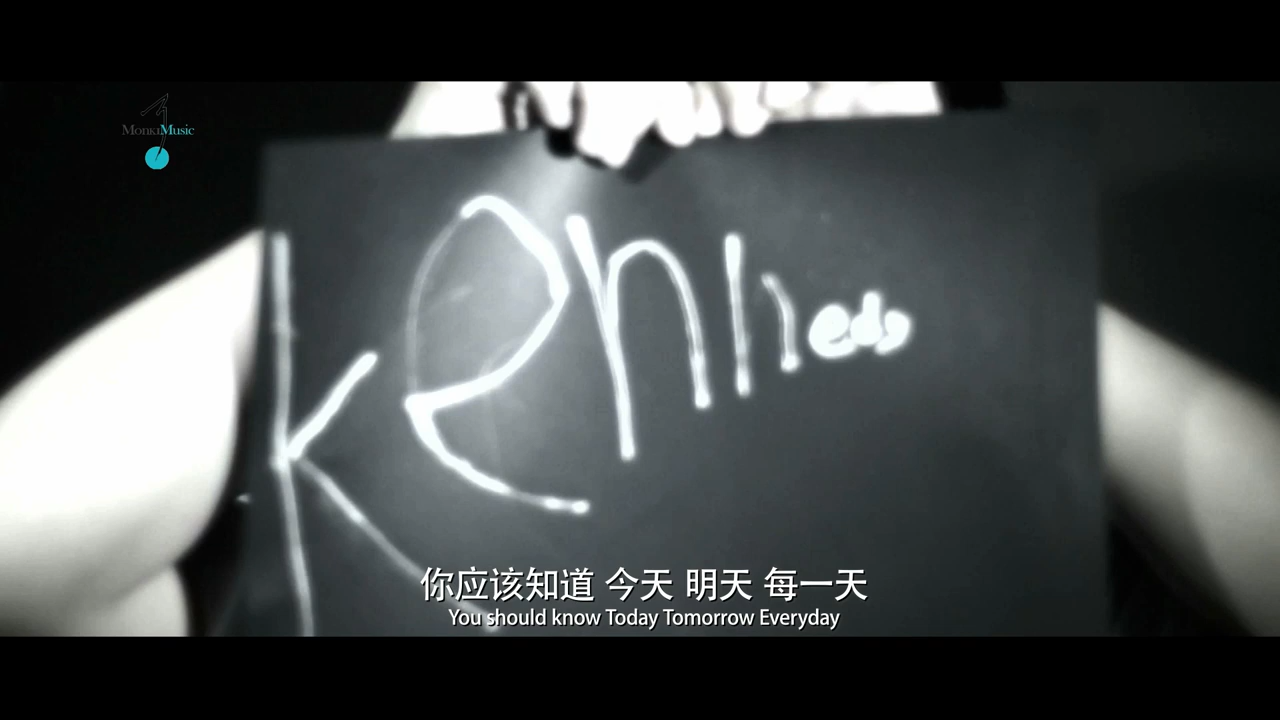 MonkiMusic
kennedy
你应该知道 今天 明天 每一天
You should know Today Tomorrow Everyday